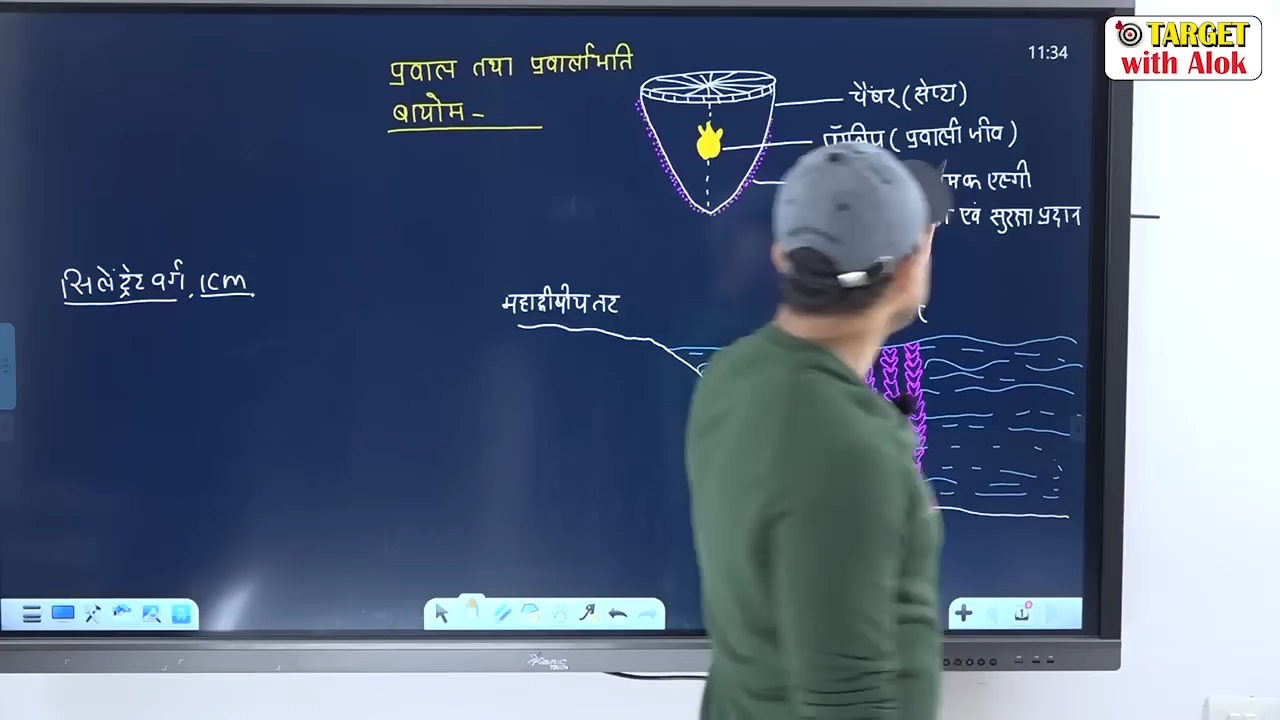 TARGET
with Alok
11:34
प्रवाल तथा प्रवालभित्ति
बायोम -
चैंबर (सेप्टा)
पॉलिप (प्रवाली जीव)
एल्गी
एवं सुरक्षा प्रदान
सिलेंट्रेट वर्ग, 1cm
महाद्वीपीय तट